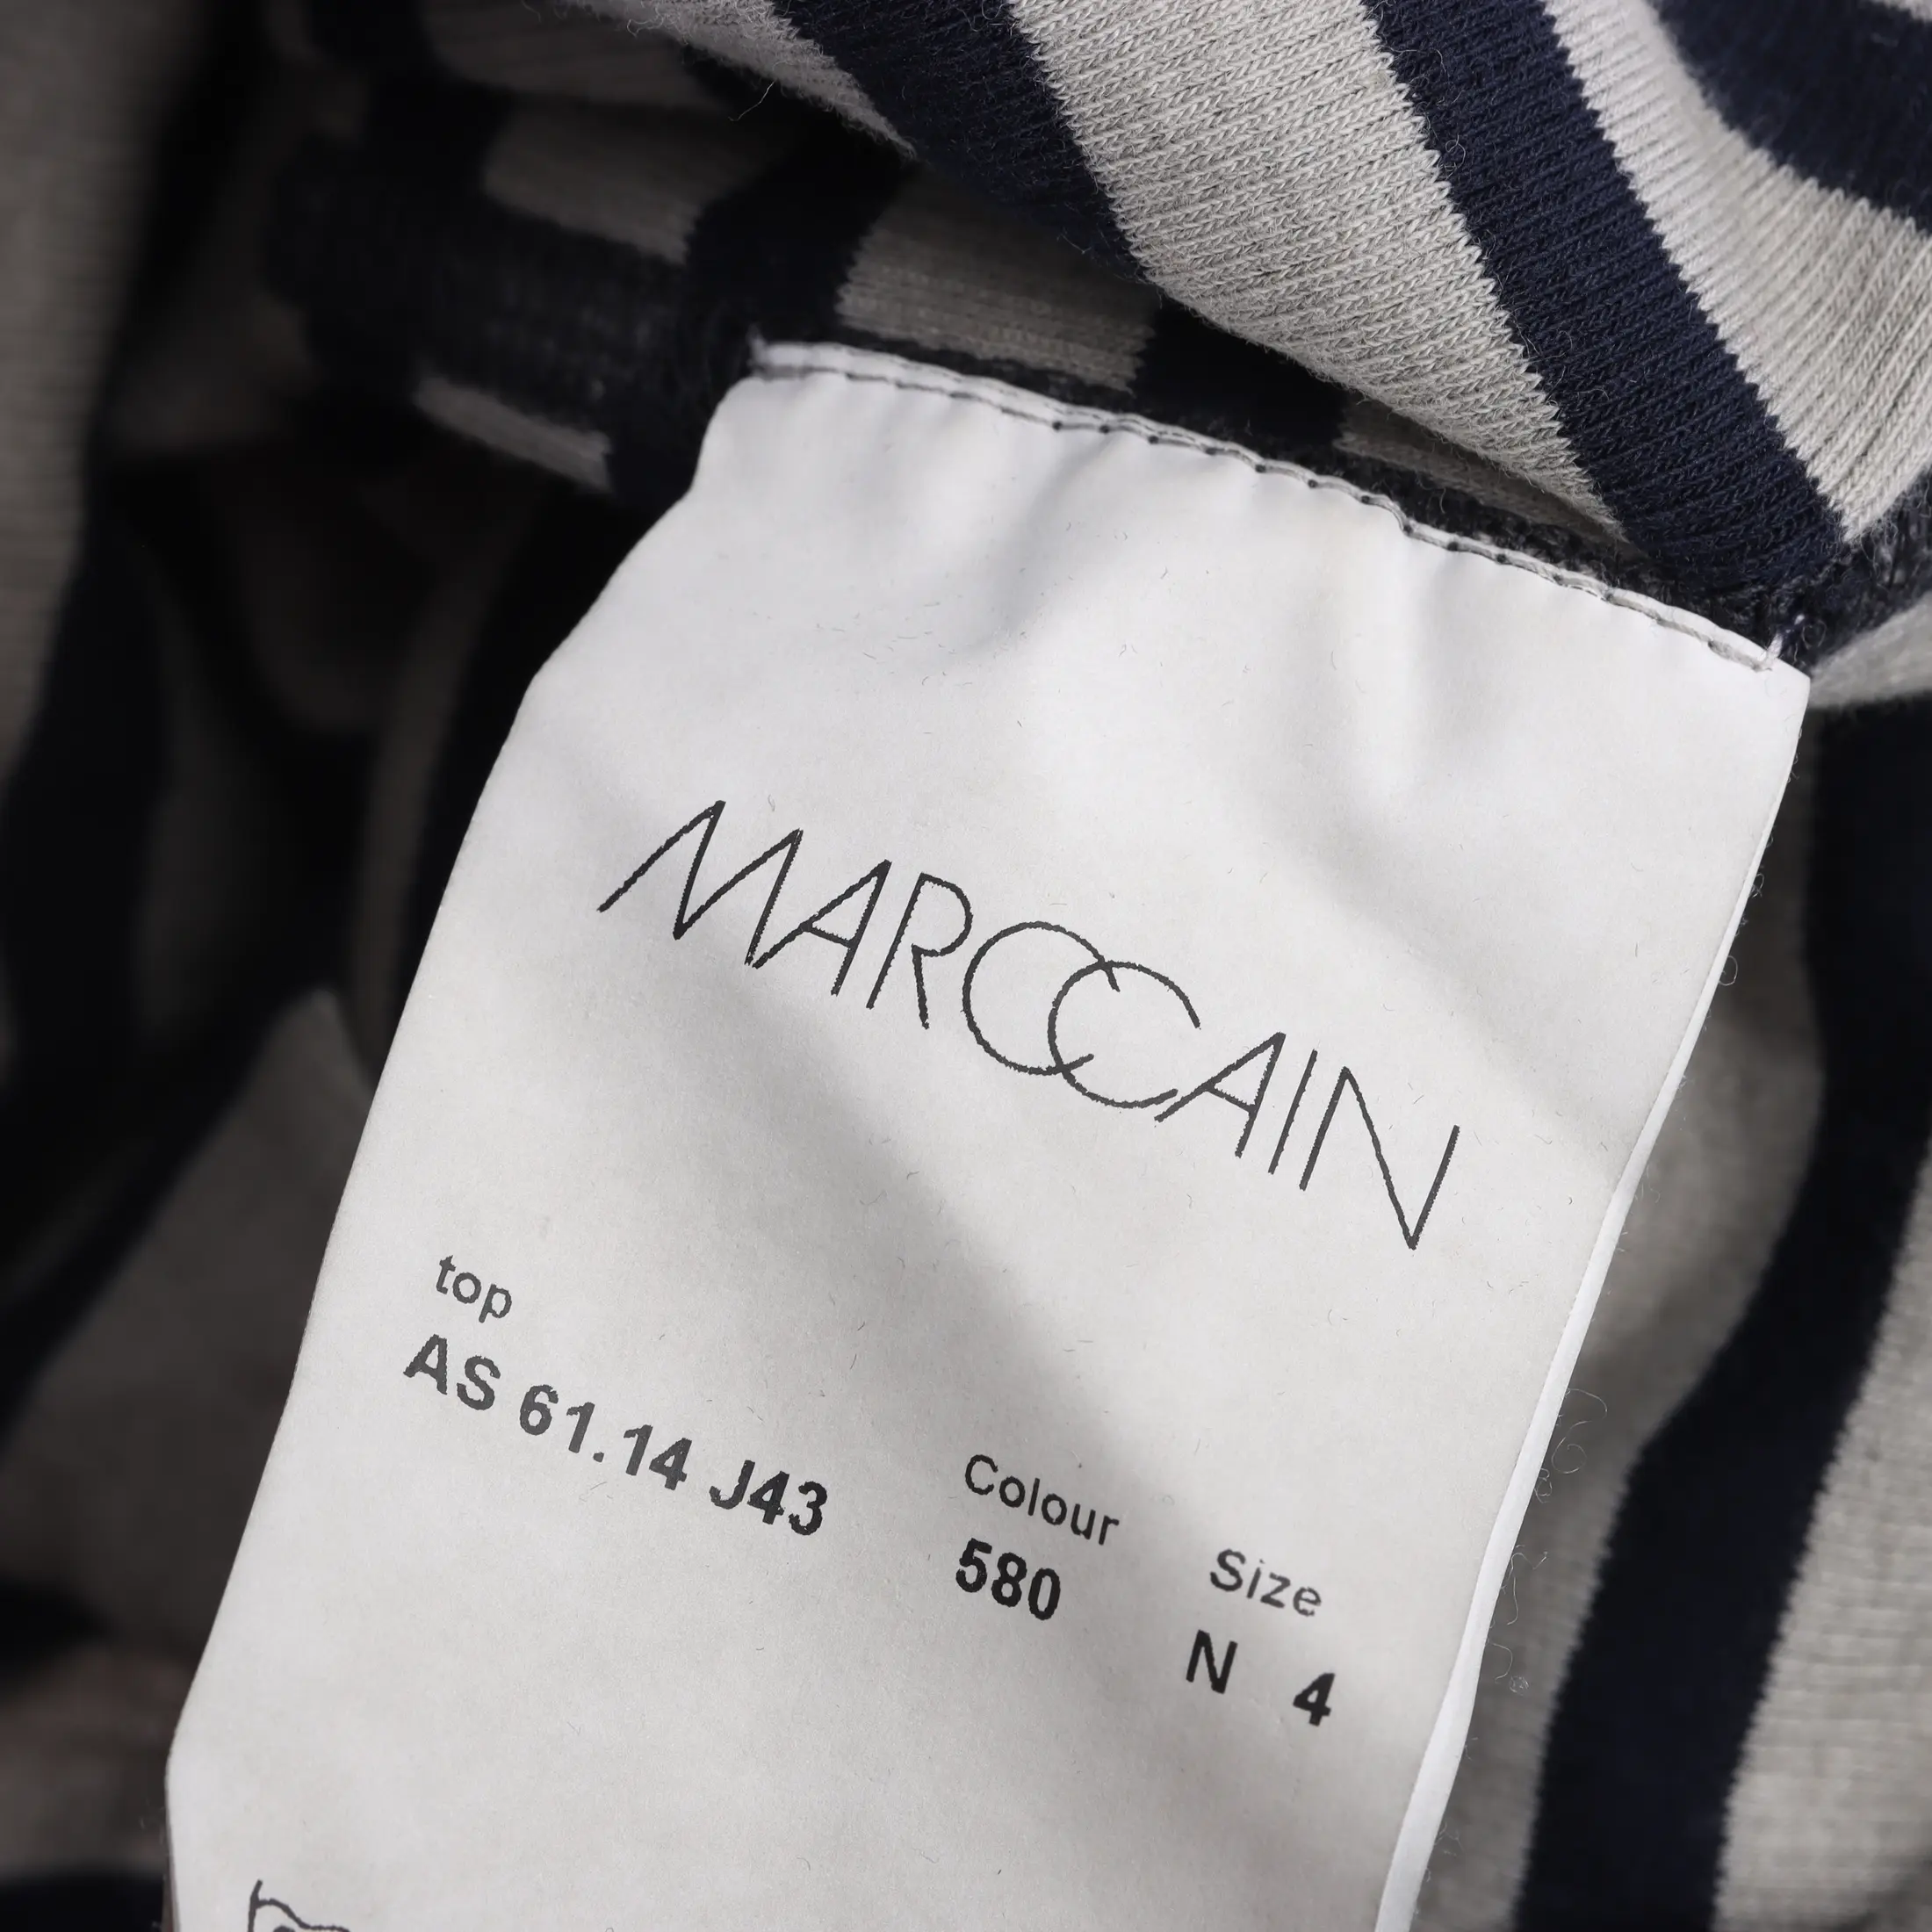 MARCCAIN
top
AS 61.14 J43
Colour
580
Size
N 4